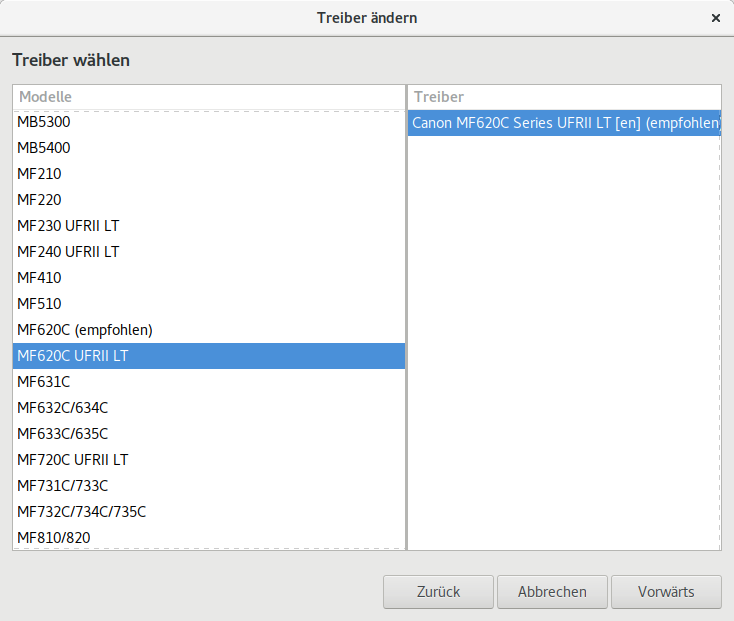 Treiber ändern
Treiber wählen
Modelle
MB5300
MB5400
MF210
MF220
MF230 UFRII LT
MF240 UFRII LT
MF410
MF510
MF620C (empfohlen)
MF620C UFRII LT
MF631C
MF632C/634C
MF633C/635C
MF720C UFRII LT
MF731C/733C
MF732C/734C/735C
MF810/820
Treiber
Canon MF620C Series UFRII LT [en] (empfohlen)
Zurück
Abbrechen
Vorwärts